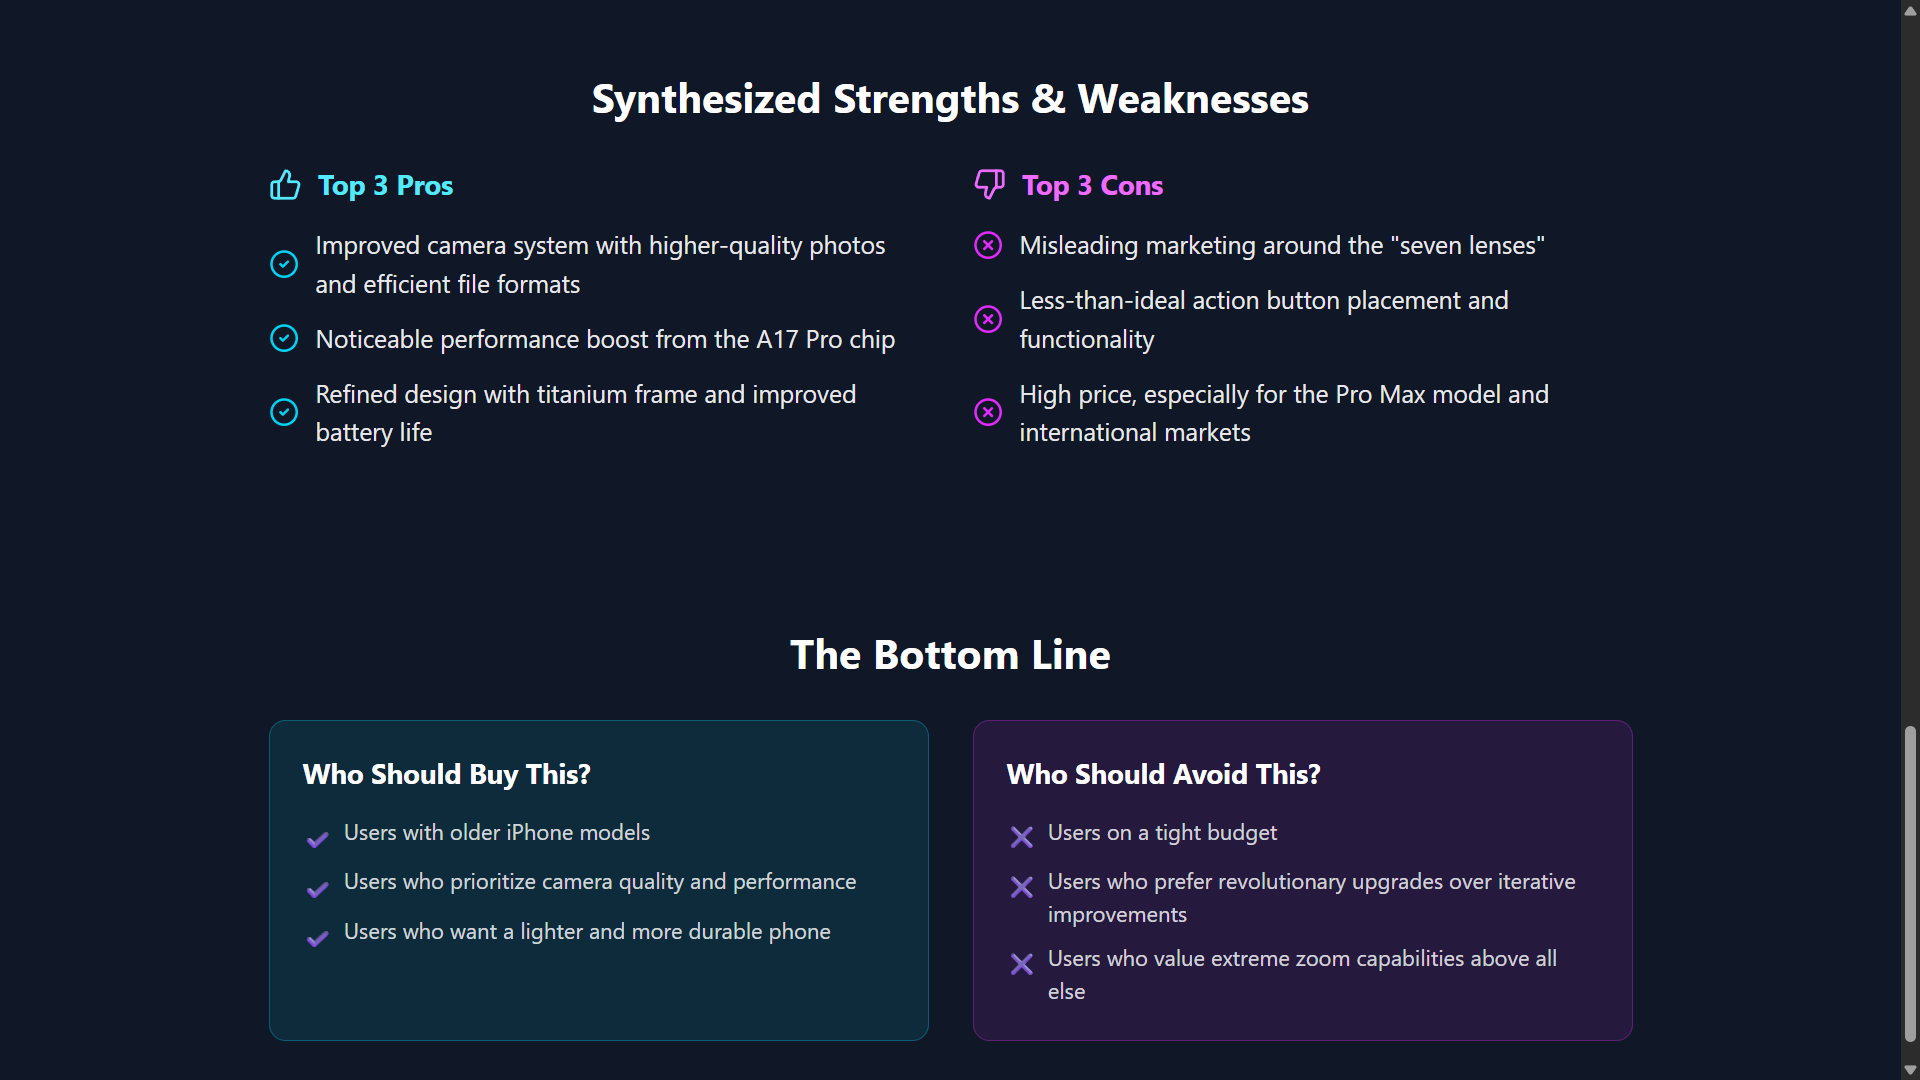 Synthesized Strengths & Weaknesses
Top 3 Pros
Improved camera system with higher-quality photos
and efficient file formats
Noticeable performance boost from the A17 Pro chip
Refined design with titanium frame and improved
battery life
Top 3 Cons
Misleading marketing around the "seven lenses"
Less-than-ideal action button placement and
functionality
High price, especially for the Pro Max model and
international markets
The Bottom Line
Who Should Buy This?
Users with older iPhone models
Users who prioritize camera quality and performance
Users who want a lighter and more durable phone
Who Should Avoid This?
Users on a tight budget
Users who prefer revolutionary upgrades over iterative
improvements
Users who value extreme zoom capabilities above all
else